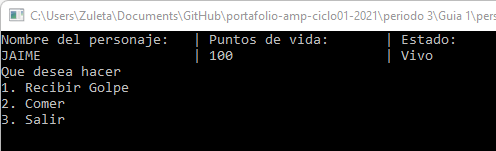 C:\Users\Zuleta\Documents\GitHub\portafolio-amp-ciclo01-2021\periodo 3\Guia 1\per
Nombre del personaje: | Puntos de vida: | Estado:
JAIME | 100 | Vivo
Que desea hacer
1. Recibir Golpe
2. Comer
3. Salir